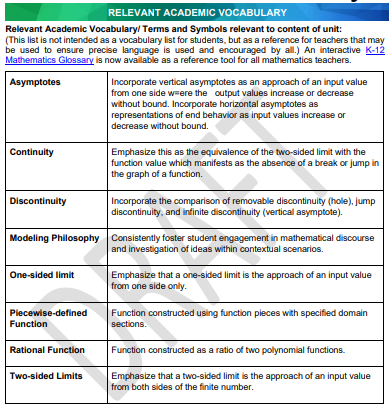 RELEVANT ACADEMIC VOCABULARY
Relevant Academic Vocabulary/ Terms and Symbols relevant to content of unit:
(This list is not intended as a vocabulary list for students, but as a reference for teachers that may
be used to ensure precise language is used and encouraged by all.) An interactive K-12
Mathematics Glossary is now available as a reference tool for all mathematics teachers.
Asymptotes
Incorporate vertical asymptotes as an approach of an input value
from one side w=ere the output values increase or decrease
without bound. Incorporate horizontal asymptotes as
representations of end behavior as input values increase or
decrease without bound.
Continuity
Emphasize this as the equivalence of the two-sided limit with the
function value which manifests as the absence of a break or jump in
the graph of a function.
Discontinuity
Incorporate the comparison of removable discontinuity (hole), jump
discontinuity, and infinite discontinuity (vertical asymptote).
Modeling Philosophy
Consistently foster student engagement in mathematical discourse
and investigation of ideas within contextual scenarios.
One-sided limit
Emphasize that a one-sided limit is the approach of an input value
from one side only.
Piecewise-defined
Function
Function constructed using function pieces with specified domain
sections.
Rational Function
Function constructed as a ratio of two polynomial functions.
Two-sided Limits
Emphasize that a two-sided limit is the approach of an input value
from both sides of the finite number.
DRAFT